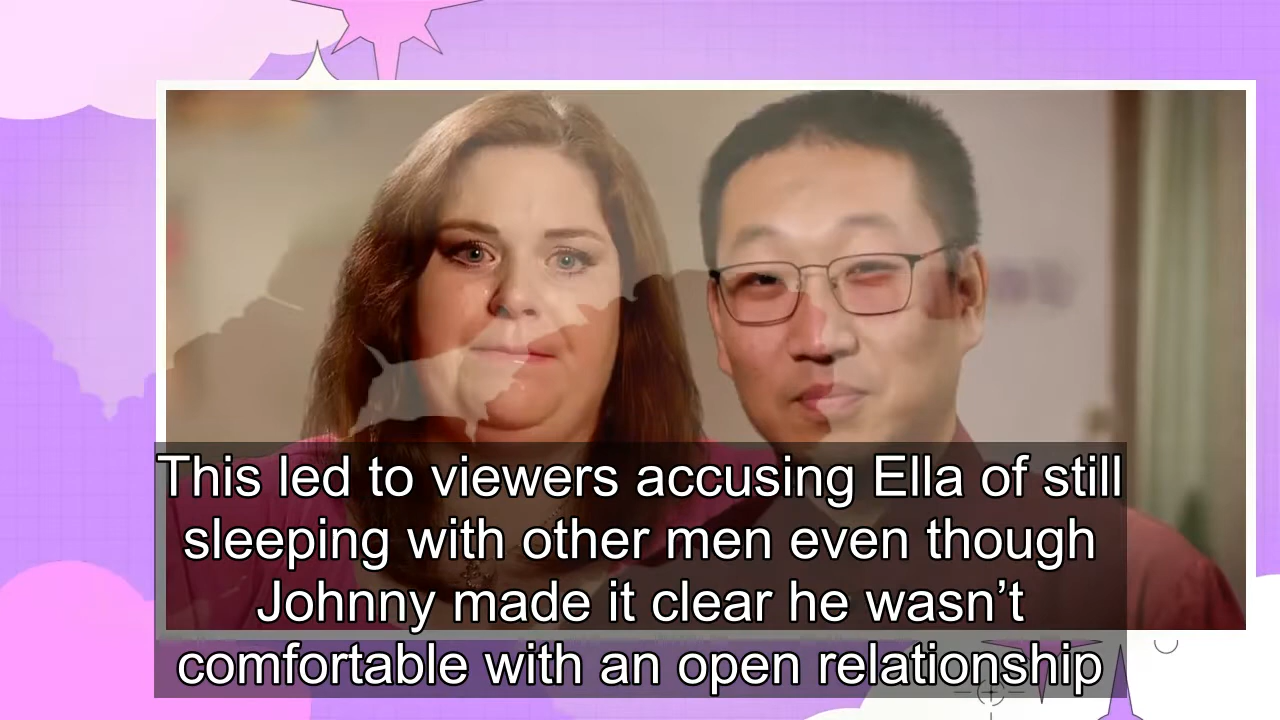 This led to viewers accusing Ella of still
sleeping with other men even though
Johnny made it clear he wasn’t
comfortable with an open relationship